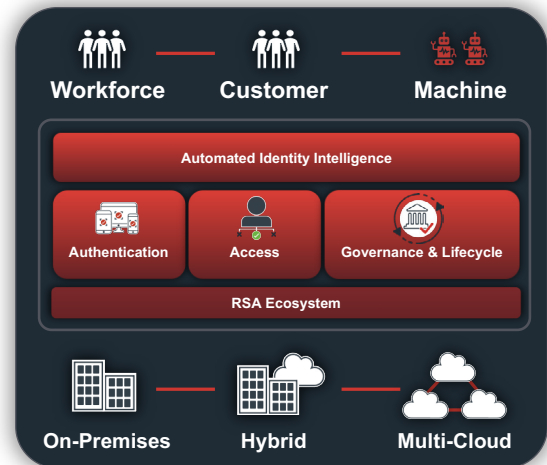 Workforce Customer Machine
Automated Identity Intelligence
Authentication Access Governance & Lifecycle
RSA Ecosystem
On-Premises Hybrid Multi-Cloud